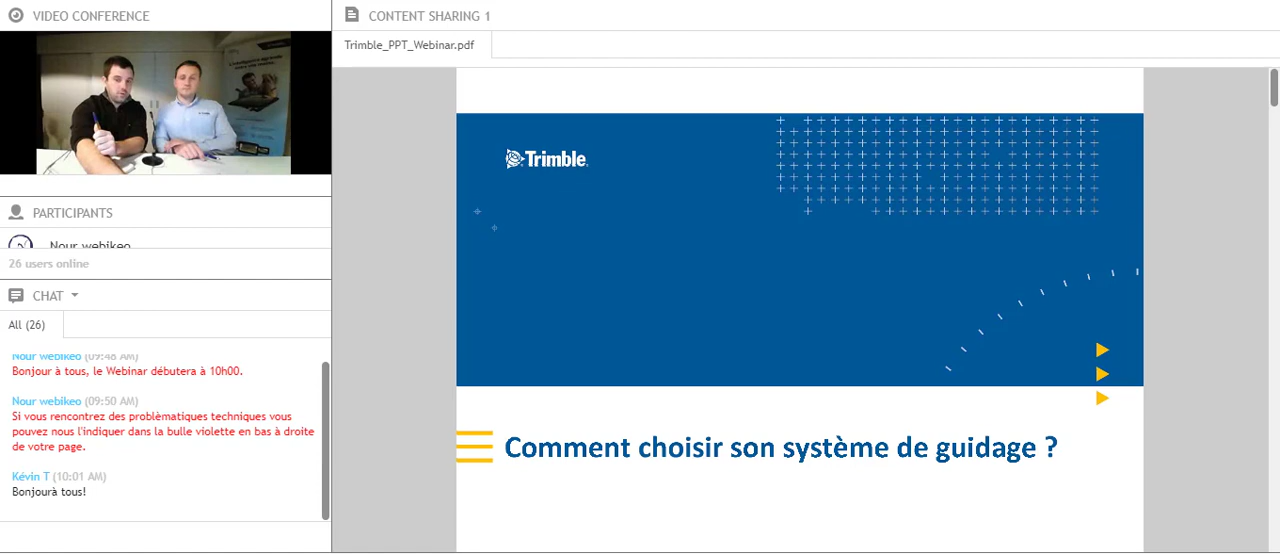 VIDEO CONFERENCE
PARTICIPANTS
Nour webikeo
26 users online
CHAT
All (26)
Nour webikeo (09:48 AM)
Bonjour à tous, le Webinar débutera à 10h00.
Nour webikeo (09:50 AM)
Si vous rencontrez des problèmatiques techniques vous
pouvez nous l'indiquer dans la bulle violette en bas à droite
de votre page.
Kévin T (10:01 AM)
Bonjourà tous!
CONTENT SHARING 1
Trimble_PPT_Webinar.pdf
Trimble
Comment choisir son système de guidage ?